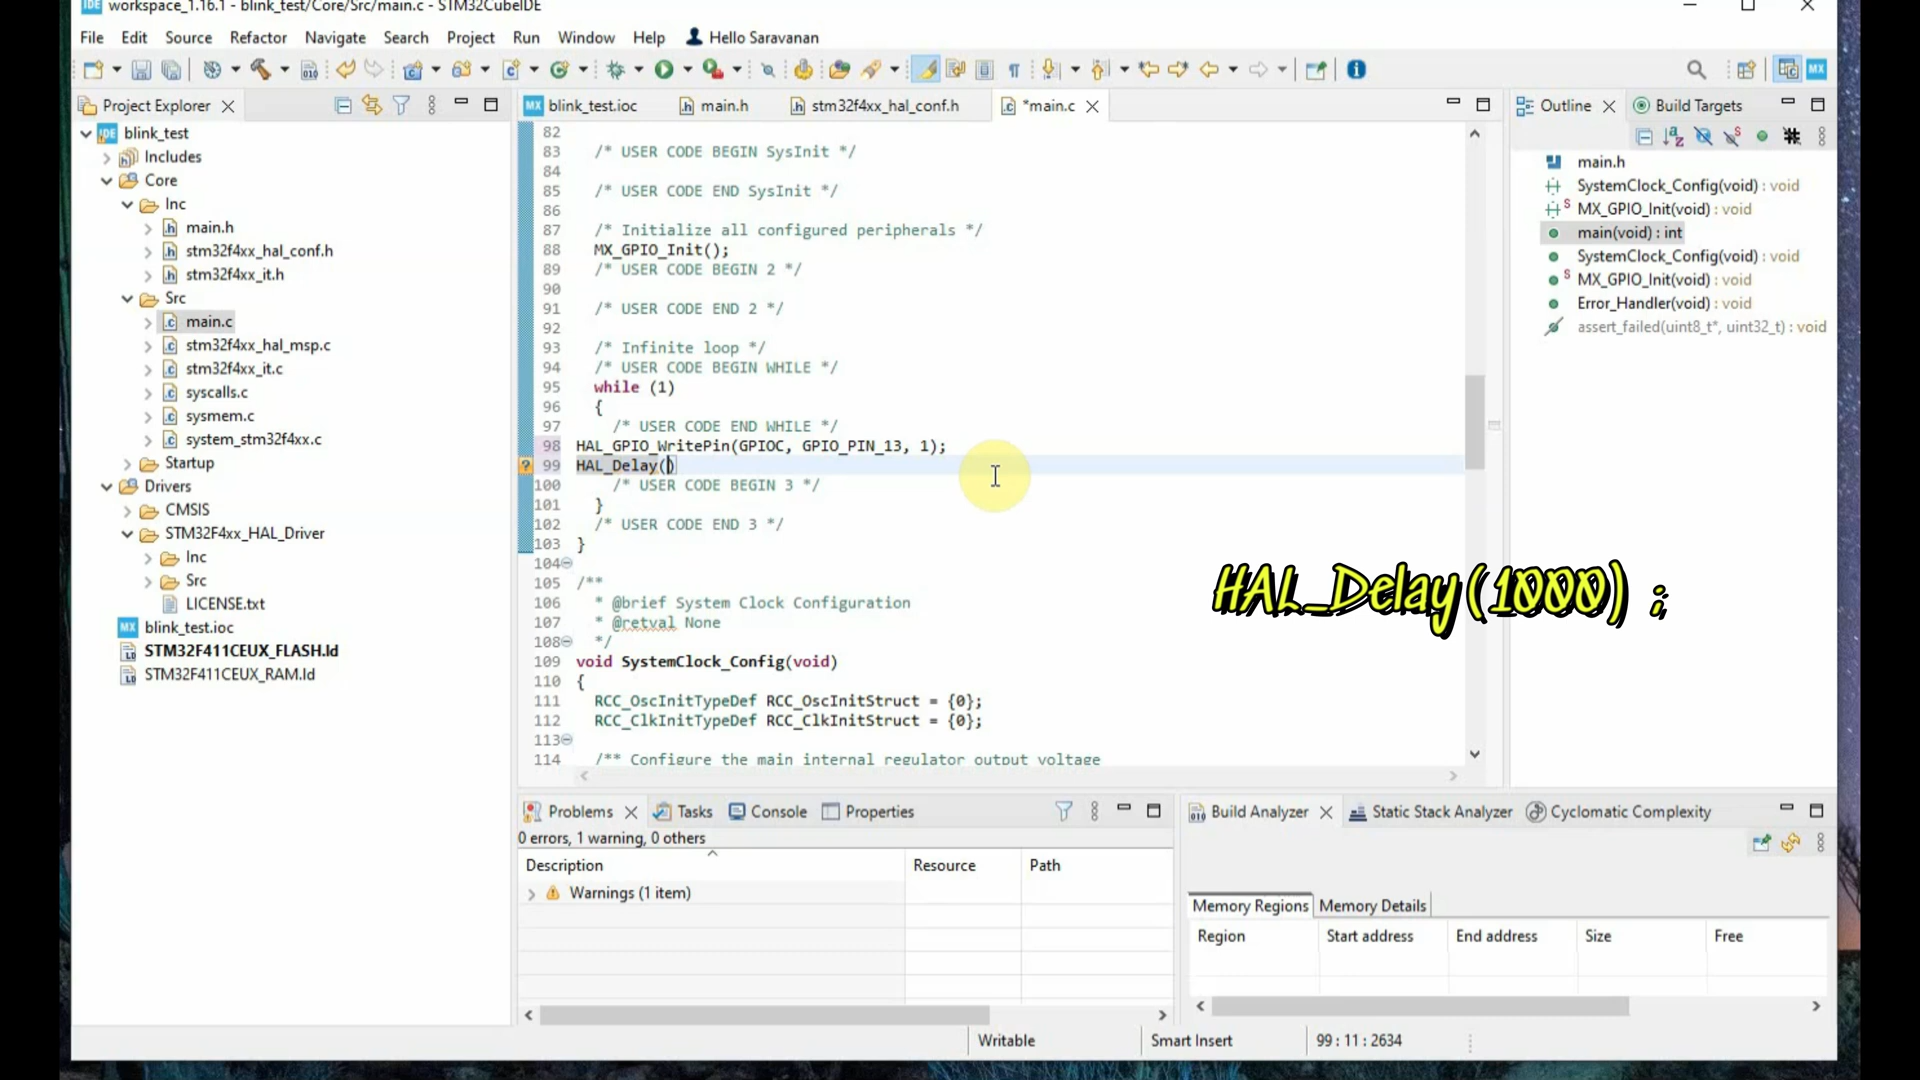 IDE workspace_1.16.1 - blink_test/Core/Src/main.c - STM32CubeIDE
File Edit Source Refactor Navigate Search Project Run Window Help Hello Saravanan
Project Explorer
blink_test
Includes
Core
Inc
main.h
stm32f4xx_hal_conf.h
stm32f4xx_it.h
Src
main.c
stm32f4xx_hal_msp.c
stm32f4xx_it.c
syscalls.c
sysmem.c
system_stm32f4xx.c
Startup
Drivers
CMSIS
STM32F4xx_HAL_Driver
Inc
Src
LICENSE.txt
MX blink_test.ioc
STM32F411CEUX_FLASH.ld
STM32F411CEUX_RAM.ld
MX blink_test.ioc main.h stm32f4xx_hal_conf.h *main.c
82
83 /* USER CODE BEGIN SysInit */
84
85 /* USER CODE END SysInit */
86
87 /* Initialize all configured peripherals */
88 MX_GPIO_Init();
89 /* USER CODE BEGIN 2 */
90
91 /* USER CODE END 2 */
92
93 /* Infinite loop */
94 /* USER CODE BEGIN WHILE */
95 while (1)
96 {
97 /* USER CODE END WHILE */
98 HAL_GPIO_WritePin(GPIOC, GPIO_PIN_13, 1);
99 HAL_Delay()
100 /* USER CODE BEGIN 3 */
101 }
102 /* USER CODE END 3 */
103 }
104
105 /**
106 * @brief System Clock Configuration
107 * @retval None
108 */
109 void SystemClock_Config(void)
110 {
111 RCC_OscInitTypeDef RCC_OscInitStruct = {0};
112 RCC_ClkInitTypeDef RCC_ClkInitStruct = {0};
113
114 /** Configure the main internal regulator output voltage
HAL_Delay(1000) ;
Outline Build Targets
main.h
SystemClock_Config(void) : void
MX_GPIO_Init(void) : void
main(void) : int
SystemClock_Config(void) : void
MX_GPIO_Init(void) : void
Error_Handler(void) : void
assert_failed(uint8_t*, uint32_t) : void
Problems Tasks Console Properties
0 errors, 1 warning, 0 others
Description Resource Path
Warnings (1 item)
Build Analyzer Static Stack Analyzer Cyclomatic Complexity
Memory Regions Memory Details
Region Start address End address Size Free
Writable Smart Insert 99 : 11 : 2634